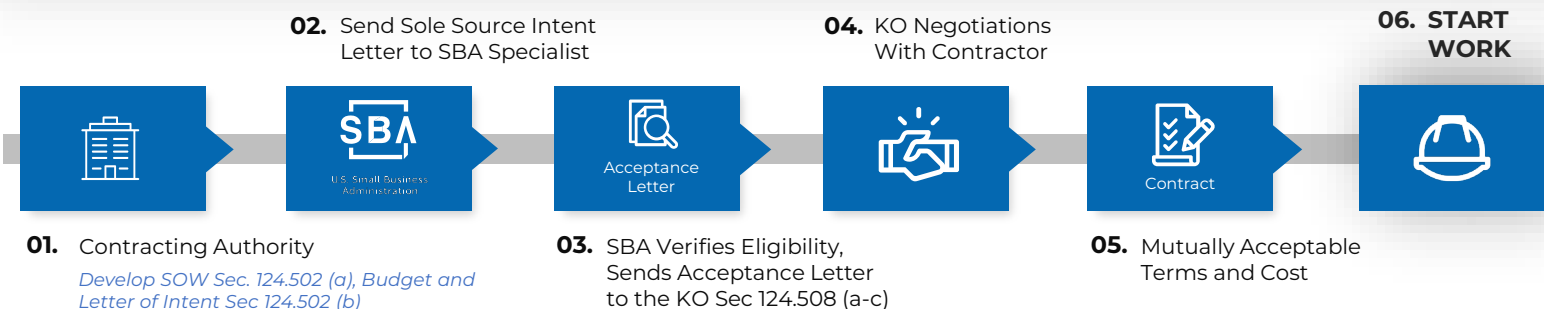 02. Send Sole Source Intent
Letter to SBA Specialist
04. KO Negotiations
With Contractor
06. START
WORK
SBA
U.S. Small Business
Administration
Acceptance
Letter
Contract
01. Contracting Authority
Develop SOW Sec. 124.502 (a), Budget and
Letter of Intent Sec 124.502 (b)
03. SBA Verifies Eligibility,
Sends Acceptance Letter
to the KO Sec 124.508 (a-c)
05. Mutually Acceptable
Terms and Cost